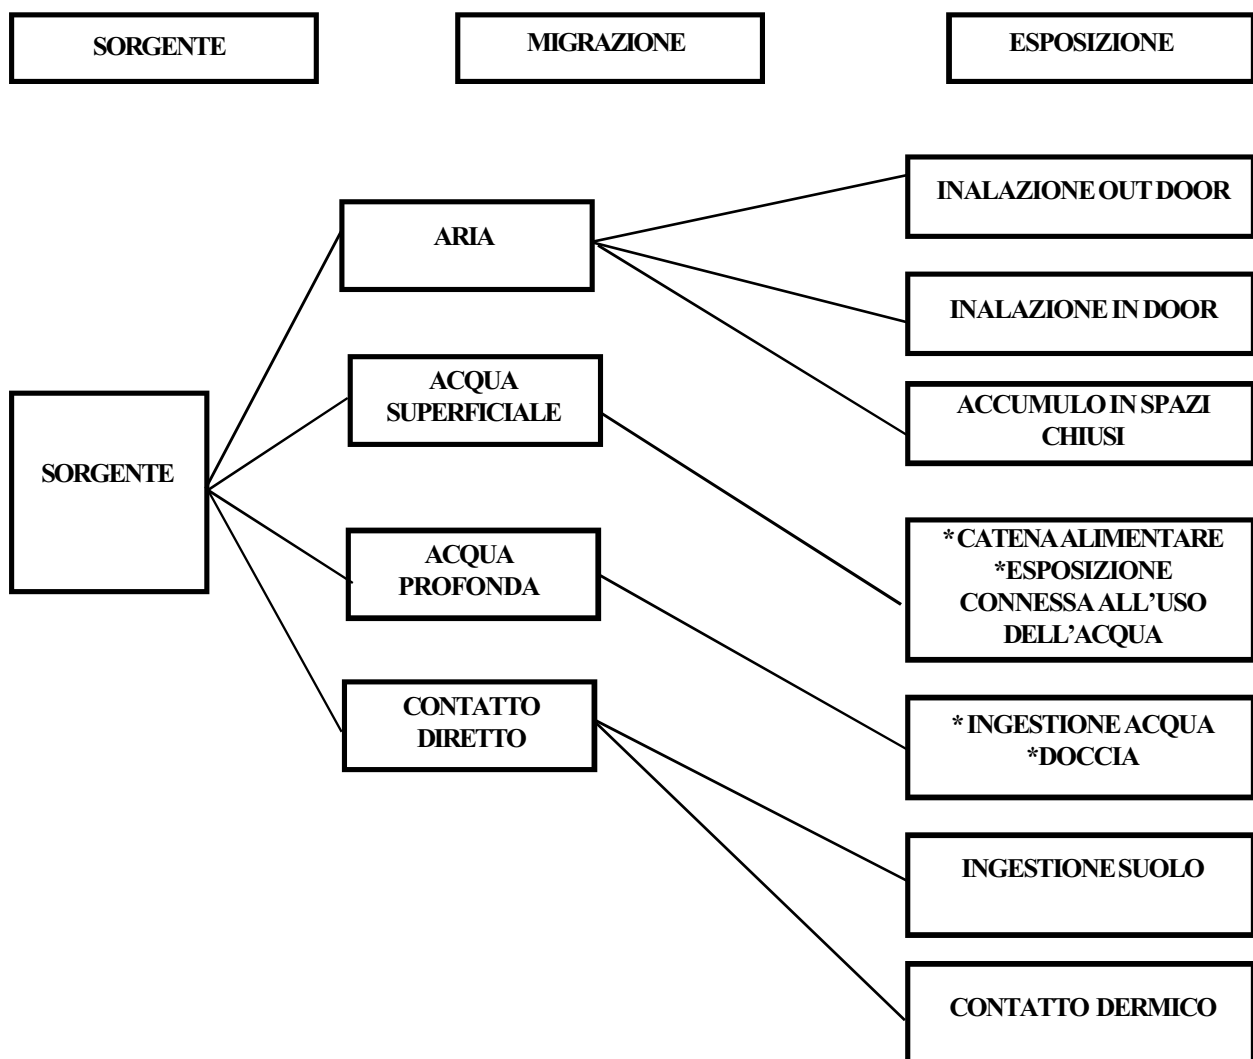 SORGENTE
MIGRAZIONE
ESPOSIZIONE
INALAZIONE OUT DOOR
ARIA
INALAZIONE IN DOOR
ACQUA
SUPERFICIALE
ACCUMULO IN SPAZI
CHIUSI
SORGENTE
ACQUA
PROFONDA
*CATENA ALIMENTARE
*ESPOSIZIONE
CONNESSA ALL’USO
DELL’ACQUA
CONTATTO
DIRETTO
*INGESTIONE ACQUA
*DOCCIA
INGESTIONE SUOLO
CONTATTO DERMICO